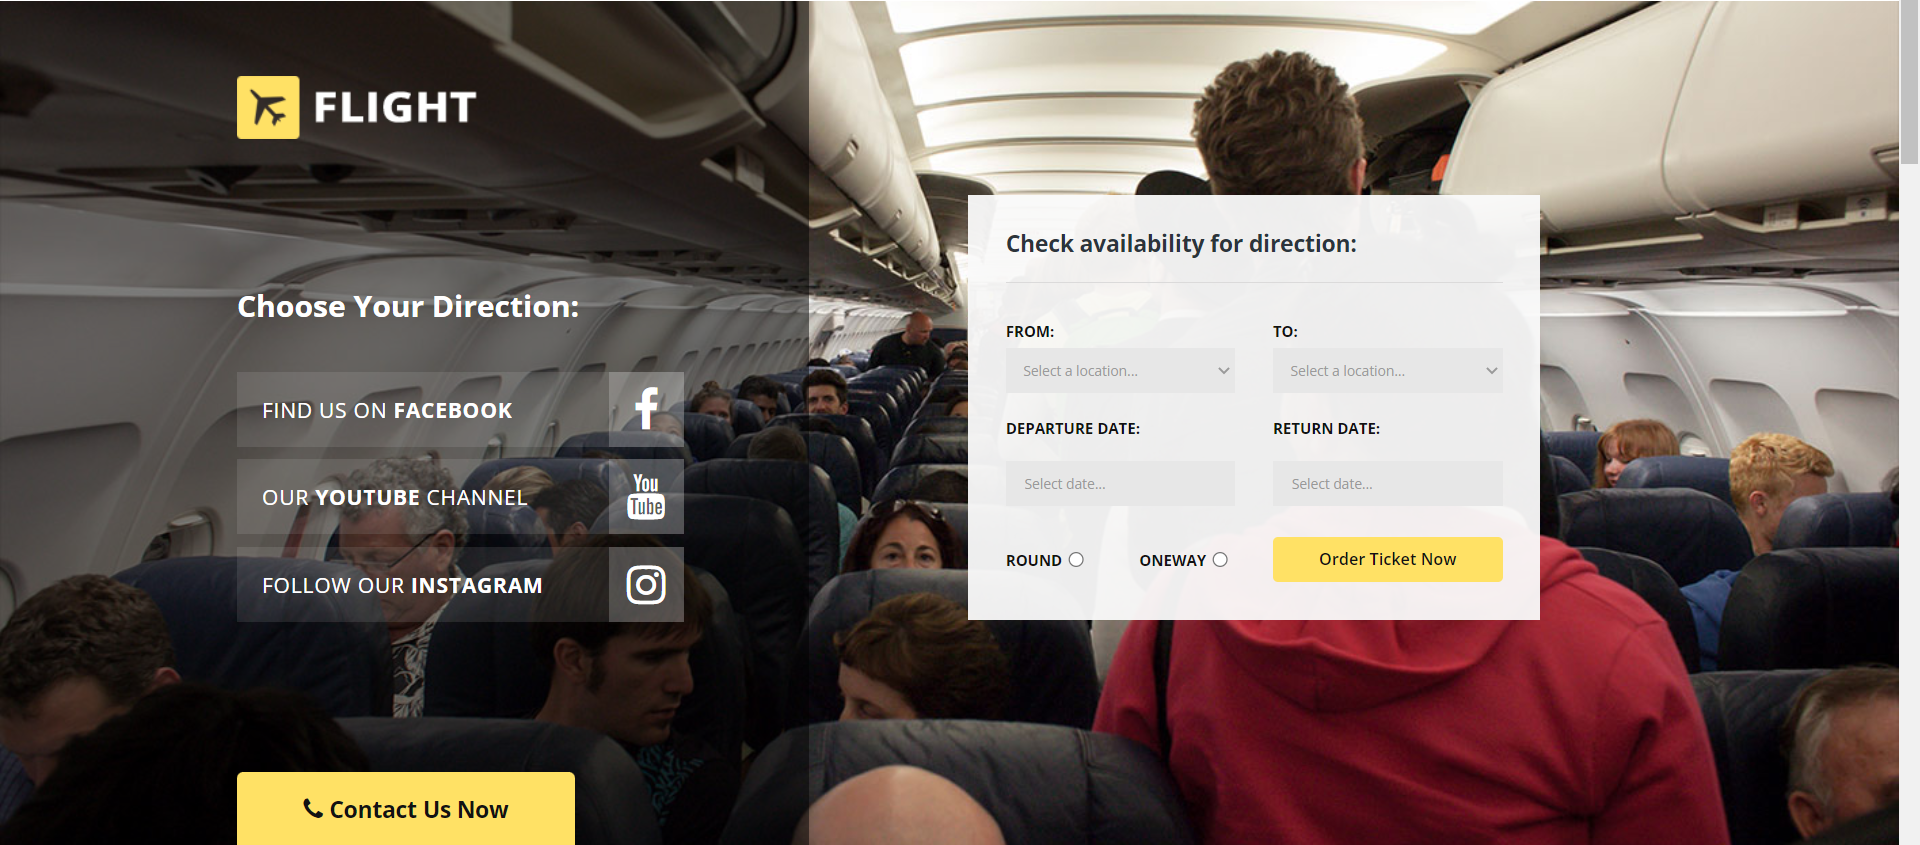 FLIGHT
Choose Your Direction:
FIND US ON FACEBOOK
OUR YOUTUBE CHANNEL
You
Tube
FOLLOW OUR INSTAGRAM
Contact Us Now
Check availability for direction:
FROM:
TO:
Select a location...
Select a location...
DEPARTURE DATE:
RETURN DATE:
Select date...
Select date...
ROUND
ONEWAY
Order Ticket Now